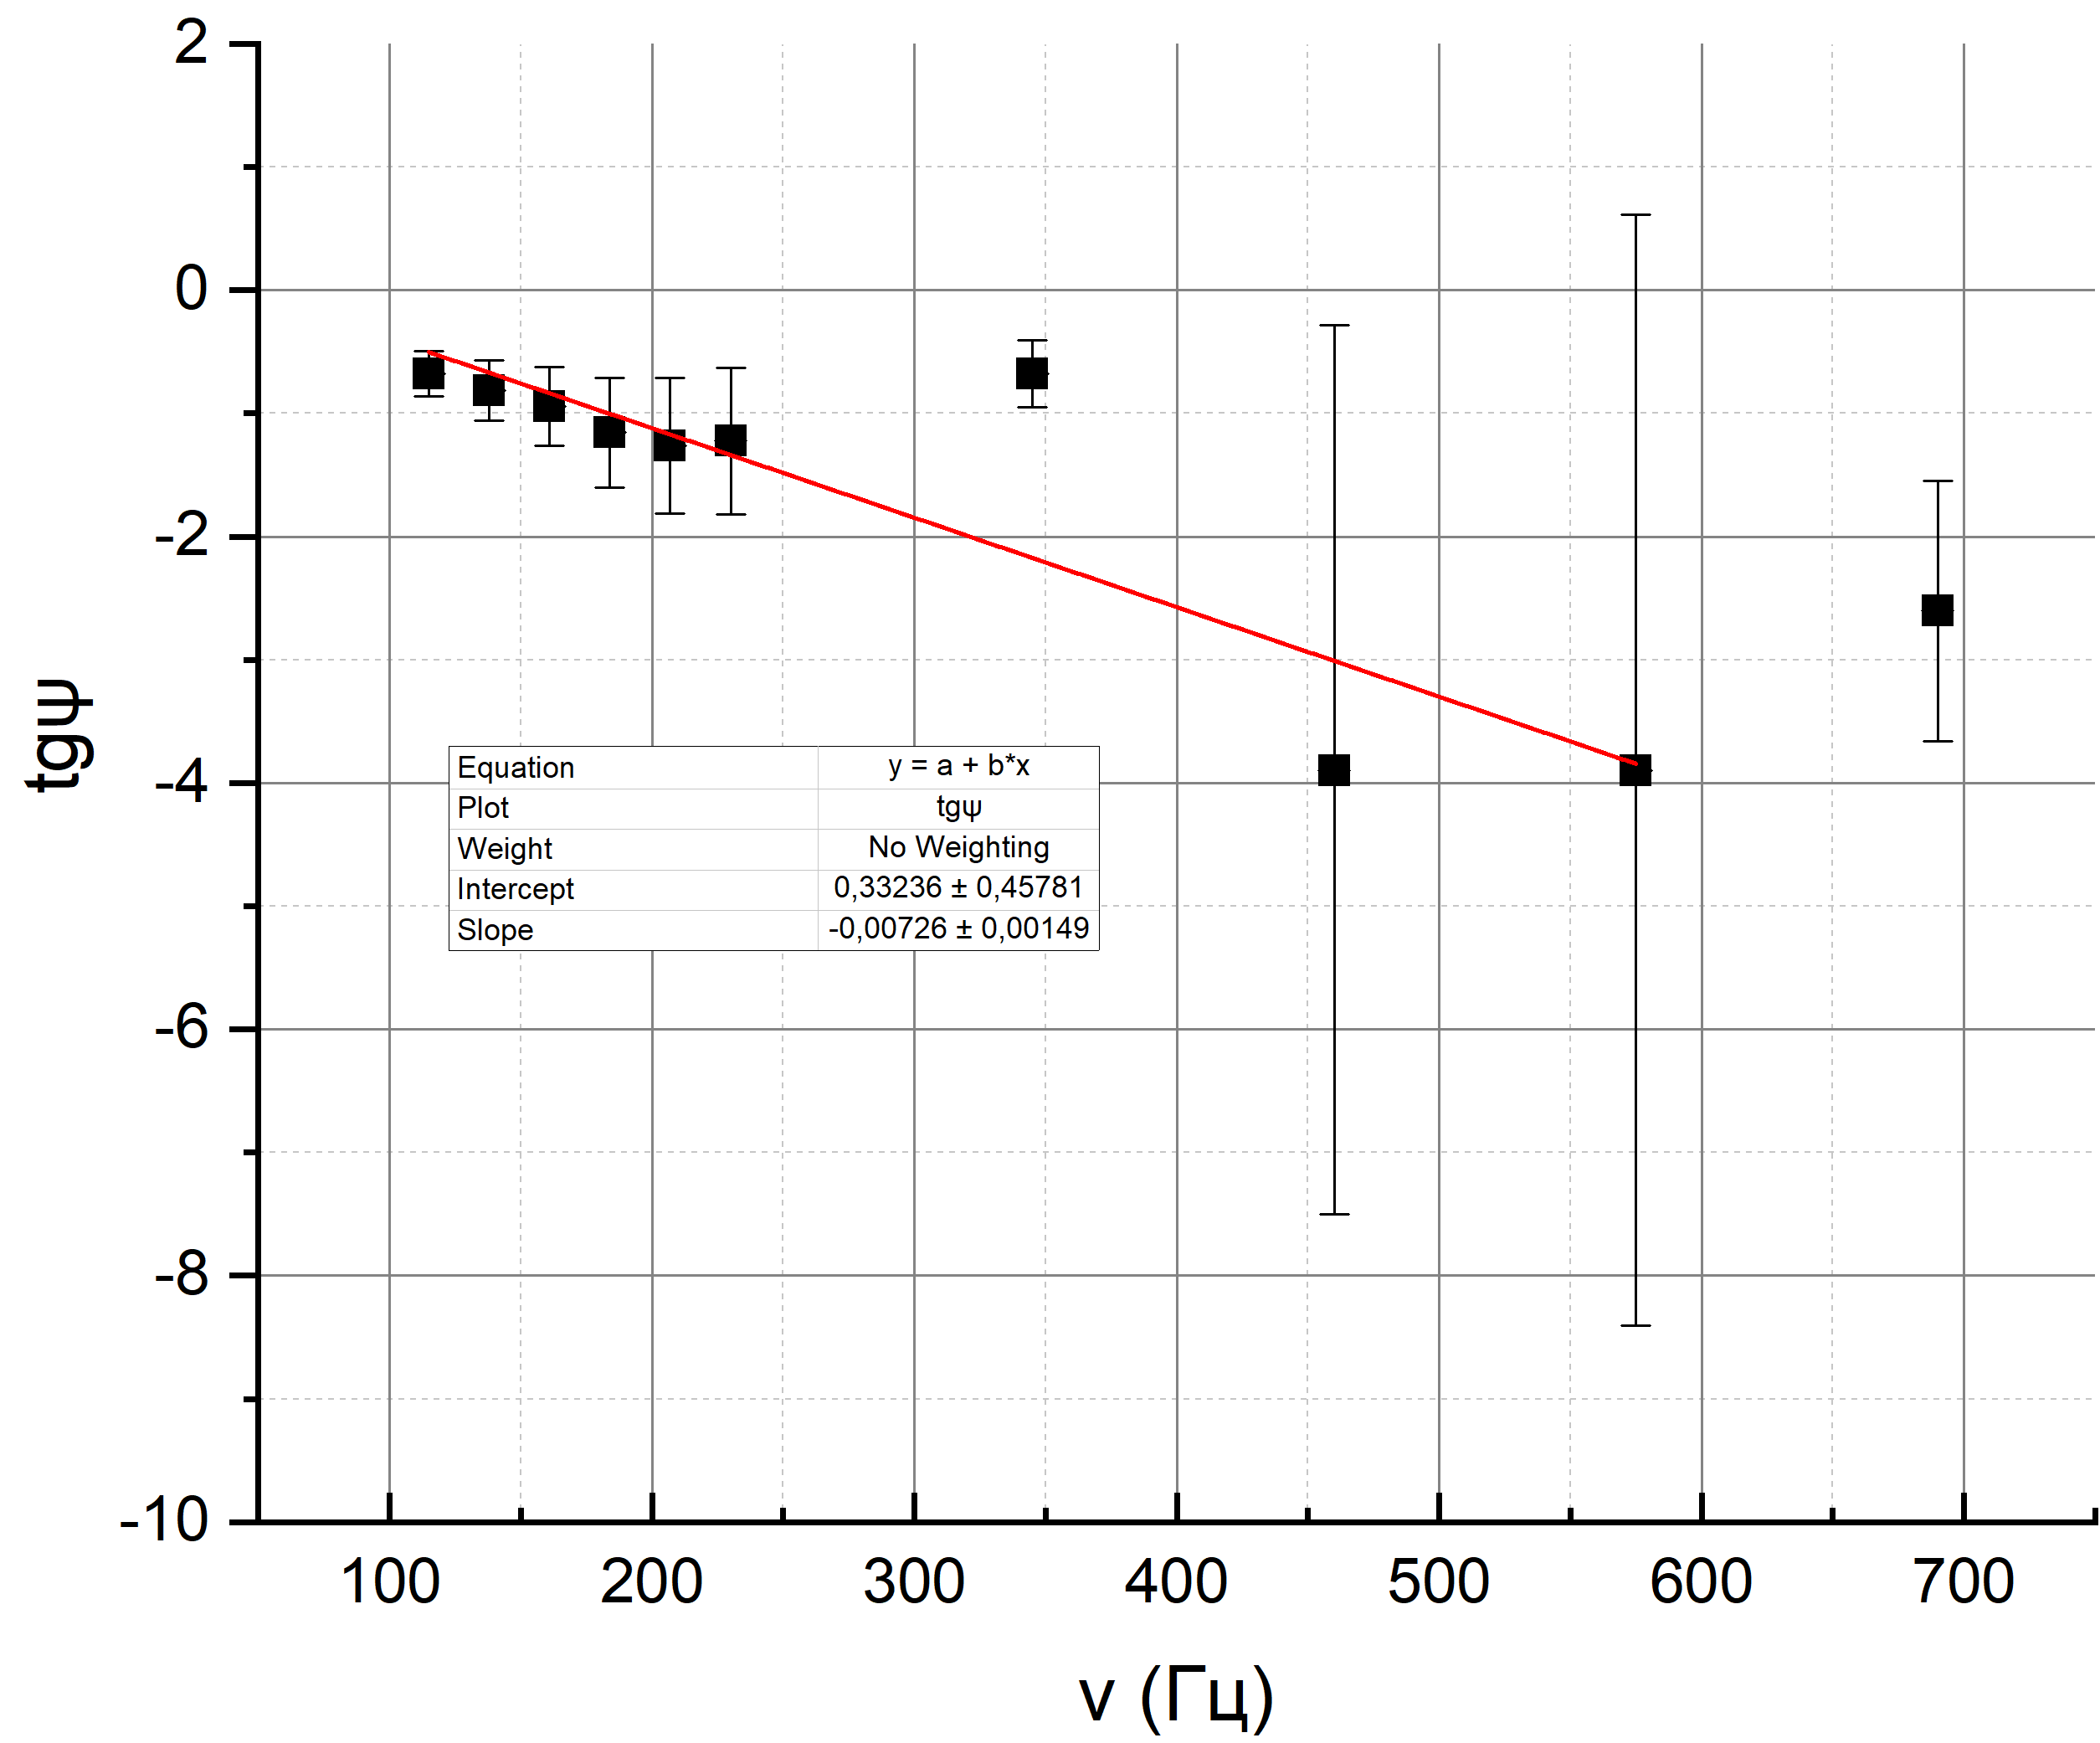 2
0
-2
-4
-6
-8
-10
tgψ
Equation y = a + b*x
Plot tgψ
Weight No Weighting
Intercept 0,33236 ± 0,45781
Slope -0,00726 ± 0,00149
100 200 300 400 500 600 700
ν (Гц)